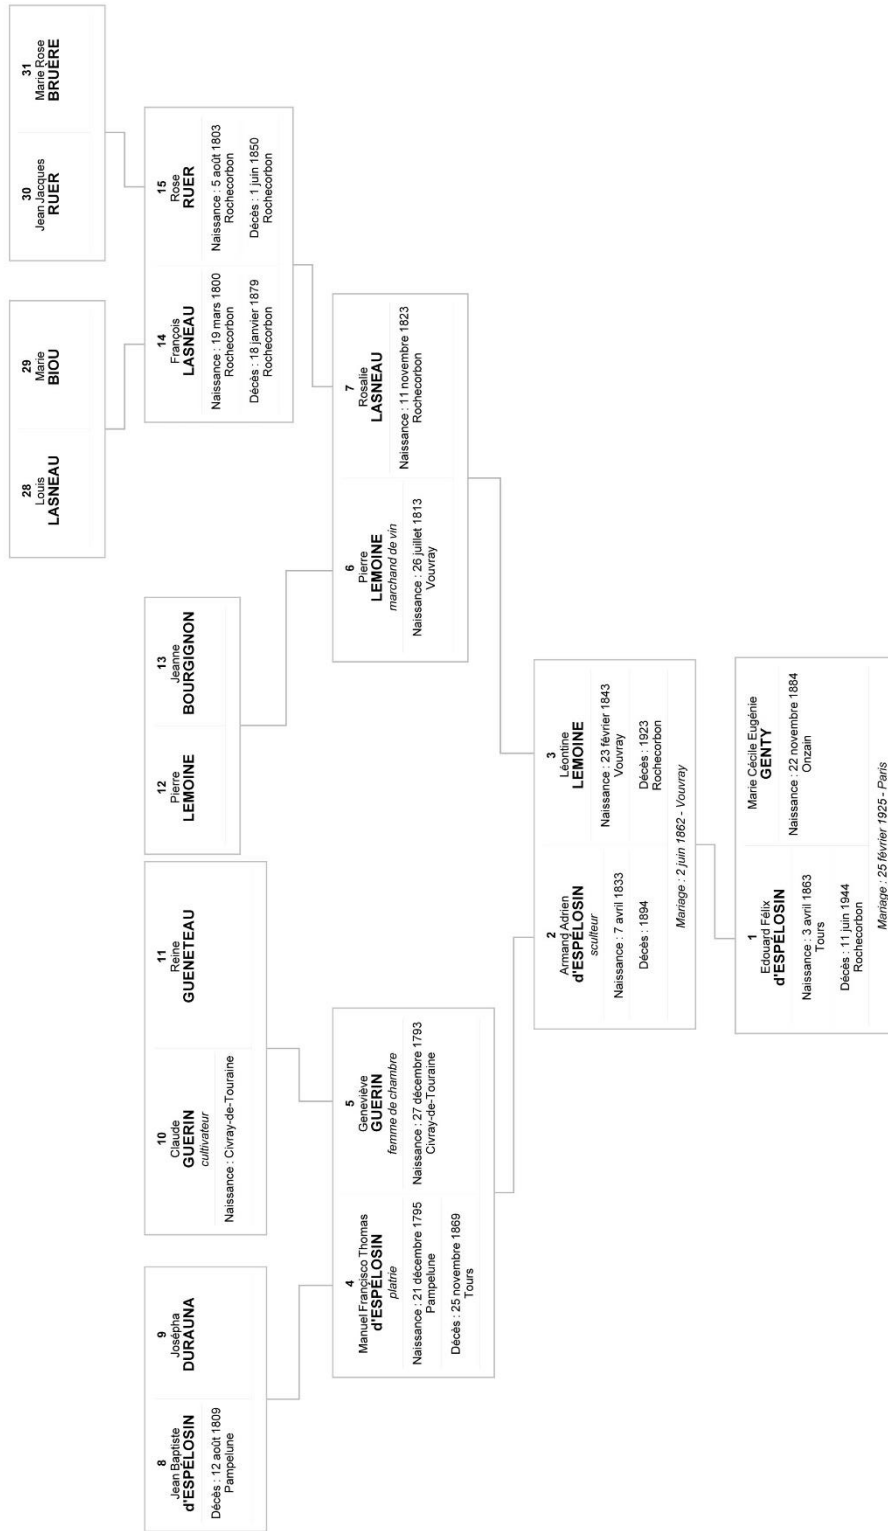 28
Louis
LASNEAU
29
Marie
BIOU
30
Jean Jacques
RUER
31
Marie Rose
BRUÈRE
8
Jean Baptiste
d'ESPÉLOSIN
Décès : 12 août 1809
Pampelune
9
Josépha
DURAUNA
10
Claude
GUERIN
cultivateur
Naissance : Civray-de-Touraine
11
Reine
GUENETEAU
12
Pierre
LEMOINE
13
Jeanne
BOURGIGNON
14
François
LASNEAU
Naissance : 19 mars 1800
Rochecorbon
Décès : 18 janvier 1879
Rochecorbon
15
Rose
RUER
Naissance : 5 août 1803
Rochecorbon
Décès : 1 juin 1850
Rochecorbon
4
Manuel Françisco Thomas
d'ESPÉLOSIN
platrie
Naissance : 21 décembre 1795
Pampelune
Décès : 25 novembre 1869
Tours
5
Geneviève
GUERIN
femme de chambre
Naissance : 27 décembre 1793
Civray-de-Touraine
6
Pierre
LEMOINE
marchand de vin
Naissance : 26 juillet 1813
Vouvray
7
Rosalie
LASNEAU
Naissance : 11 novembre 1823
Rochecorbon
2
Armand Adrien
d'ESPÉLOSIN
sculteur
Naissance : 7 avril 1833
Décès : 1894
3
Léontine
LEMOINE
Naissance : 23 février 1843
Vouvray
Décès : 1923
Rochecorbon
Mariage : 2 juin 1862 - Vouvray
1
Edouard Félix
d'ESPÉLOSIN
Naissance : 3 avril 1863
Tours
Décès : 11 juin 1944
Rochecorbon
Marie Cécile Eugénie
GENTY
Naissance : 22 novembre 1884
Onzain
Mariage : 25 février 1925 - Paris